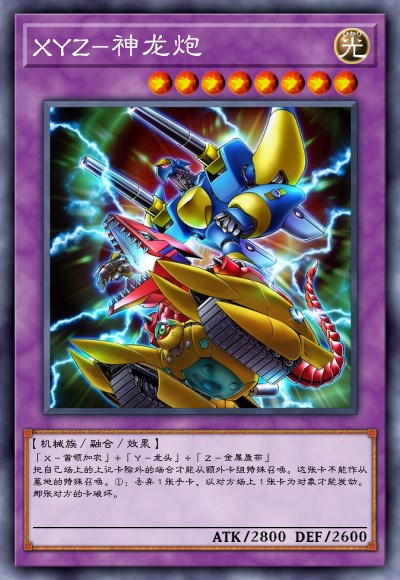 XYZ-神龙炮
ひかり
光
【机械族／融合／效果】
「X-首领加农」+「Y-龙头」+「Z-金属履带」
把自己场上的上记卡除外的场合才能从额外卡组特殊召唤。这张卡不能从
墓地的特殊召唤。①：丢弃1张手卡，以对方场上1张卡为对象才能发动。
那张对方的卡破坏。
ATK/2800 DEF/2600